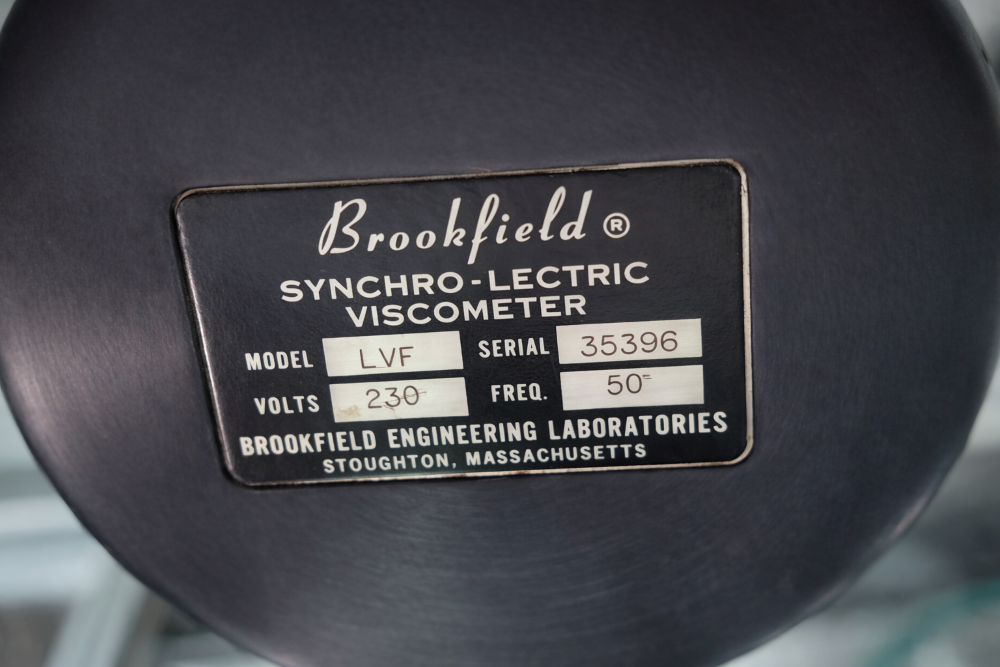 Brookfield ®
SYNCHRO-LECTRIC
VISCOMETER
MODEL LVF SERIAL 35396
VOLTS 230 FREQ. 50~
BROOKFIELD ENGINEERING LABORATORIES
STOUGHTON, MASSACHUSETTS